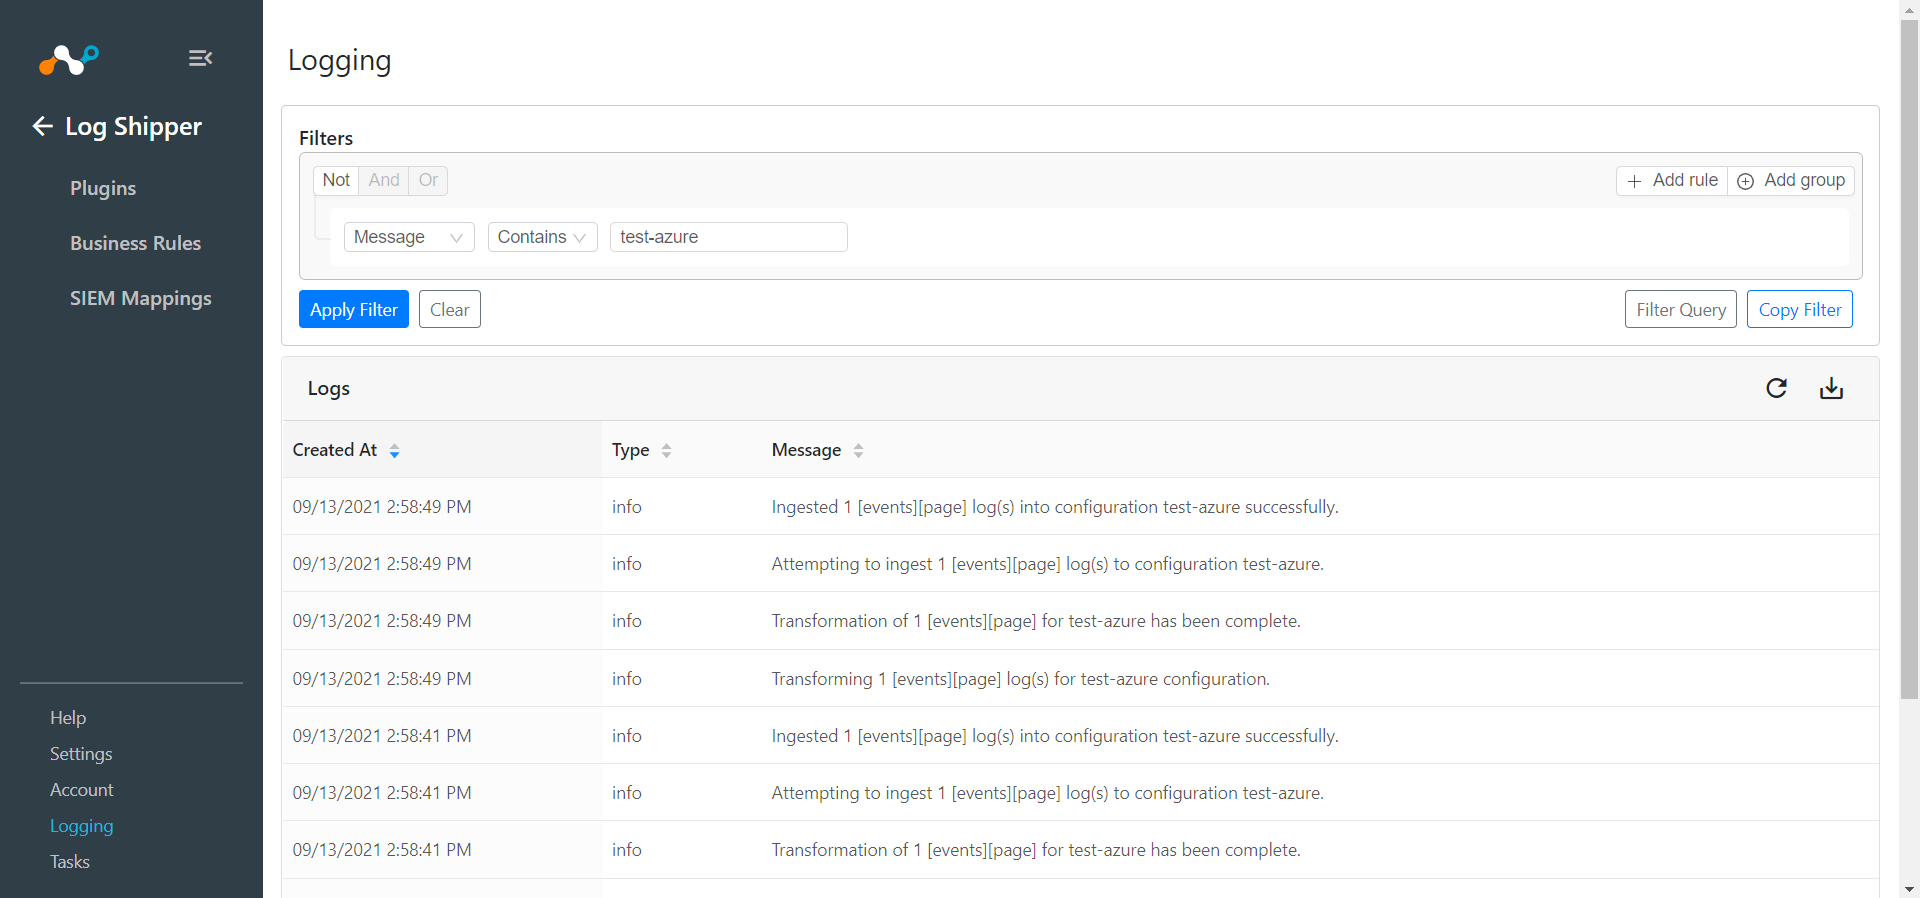 Log Shipper
Plugins
Business Rules
SIEM Mappings
Help
Settings
Account
Logging
Tasks
Logging
Filters
Not And Or
Add rule Add group
Message Contains test-azure
Apply Filter Clear Filter Query Copy Filter
Logs
Created At Type Message
09/13/2021 2:58:49 PM info Ingested 1 [events][page] log(s) into configuration test-azure successfully.
09/13/2021 2:58:49 PM info Attempting to ingest 1 [events][page] log(s) to configuration test-azure.
09/13/2021 2:58:49 PM info Transformation of 1 [events][page] for test-azure has been complete.
09/13/2021 2:58:49 PM info Transforming 1 [events][page] log(s) for test-azure configuration.
09/13/2021 2:58:41 PM info Ingested 1 [events][page] log(s) into configuration test-azure successfully.
09/13/2021 2:58:41 PM info Attempting to ingest 1 [events][page] log(s) to configuration test-azure.
09/13/2021 2:58:41 PM info Transformation of 1 [events][page] for test-azure has been complete.